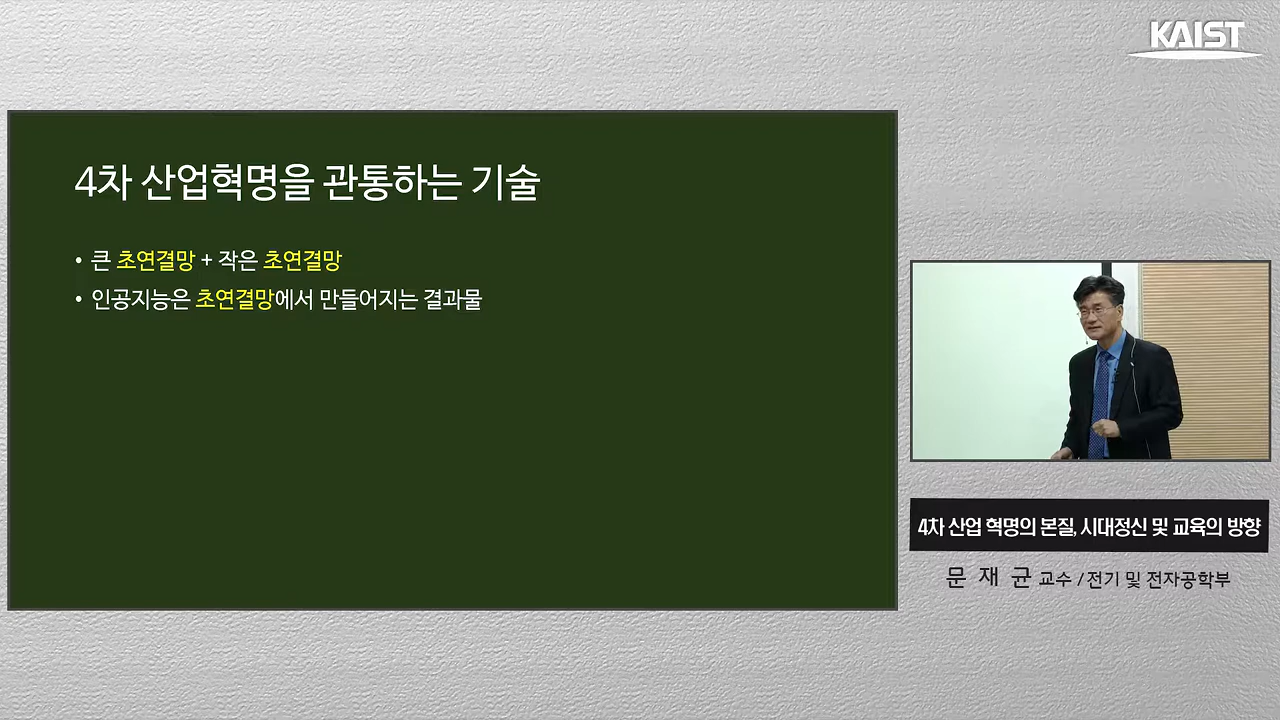 KAIST
4차 산업혁명을 관통하는 기술
• 큰 초연결망 + 작은 초연결망
• 인공지능은 초연결망에서 만들어지는 결과물
4차 산업 혁명의 본질, 시대정신 및 교육의 방향
문 재 균 교수 / 전기 및 전자공학부